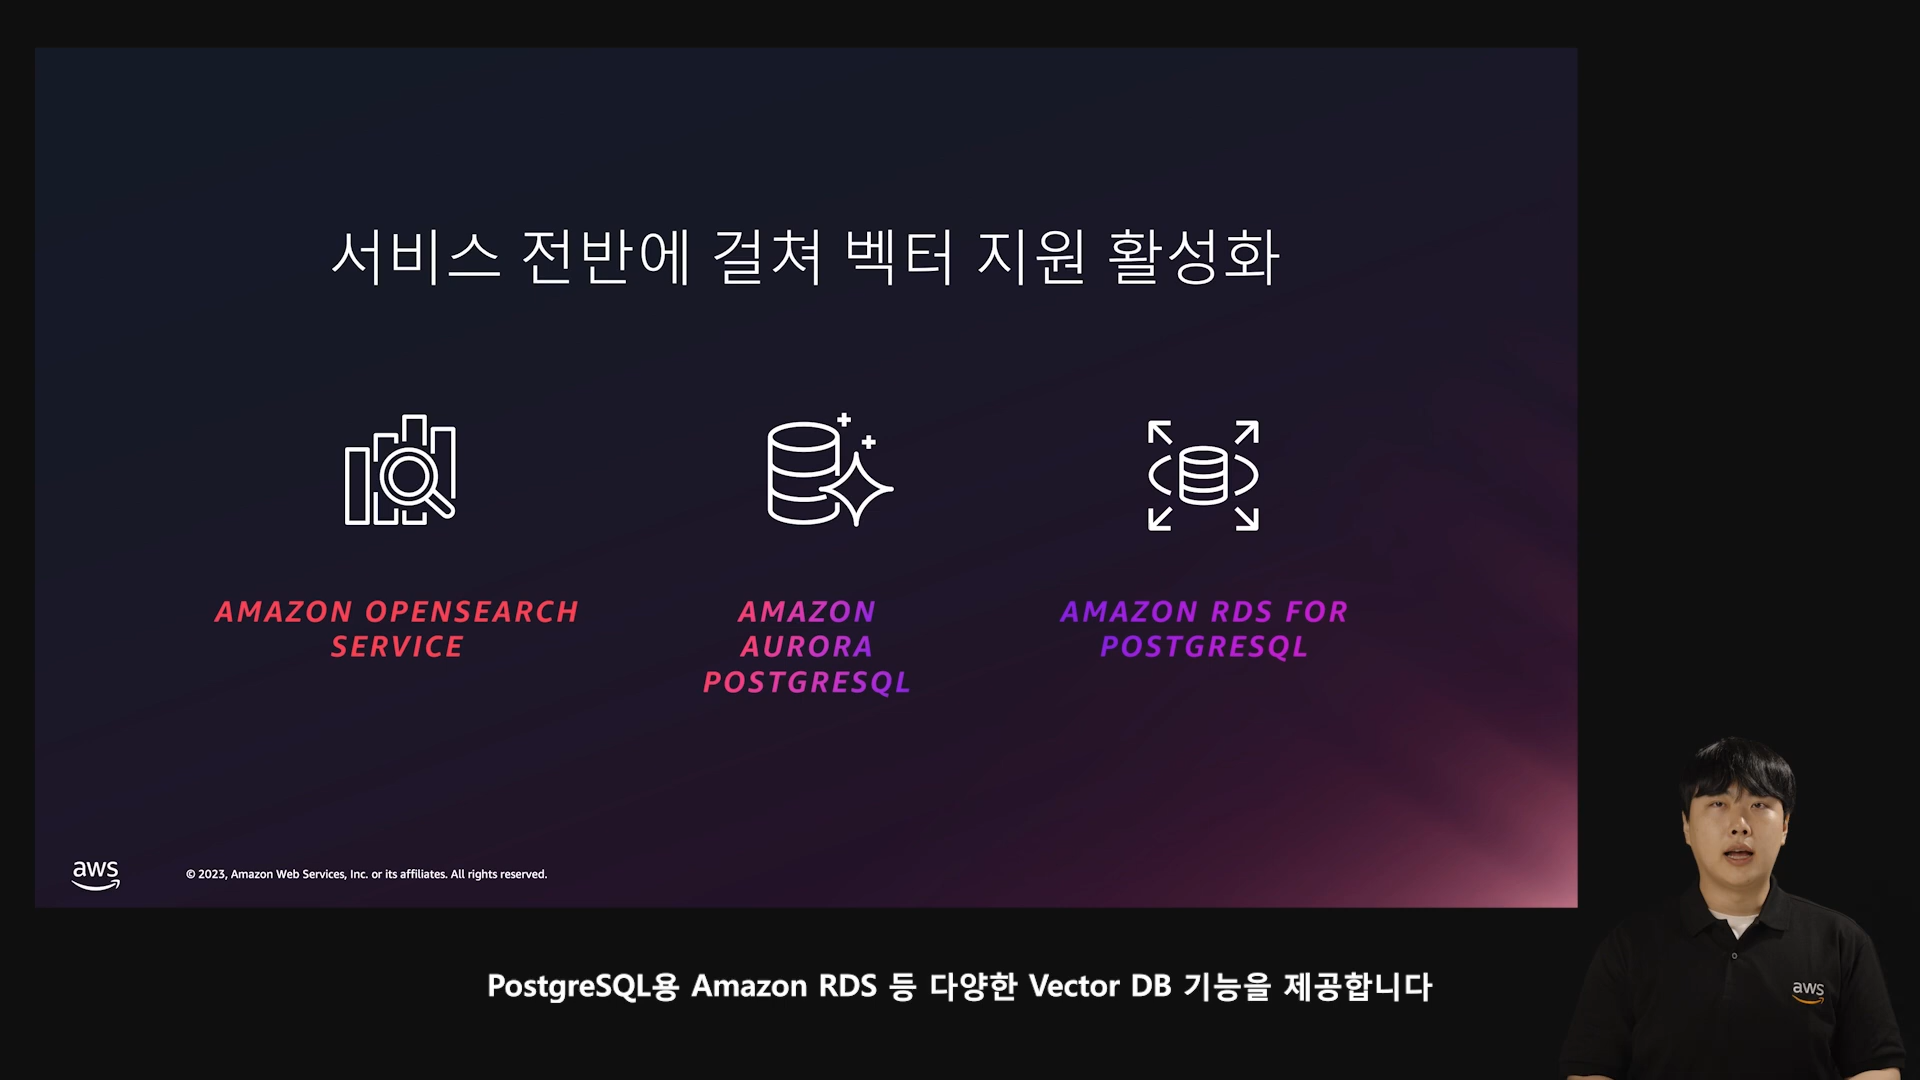 서비스 전반에 걸쳐 벡터 지원 활성화
AMAZON OPENSEARCH
SERVICE
AMAZON
AURORA
POSTGRESQL
AMAZON RDS FOR
POSTGRESQL
aws
© 2023, Amazon Web Services, Inc. or its affiliates. All rights reserved.
aws
PostgreSQL용 Amazon RDS 등 다양한 Vector DB 기능을 제공합니다